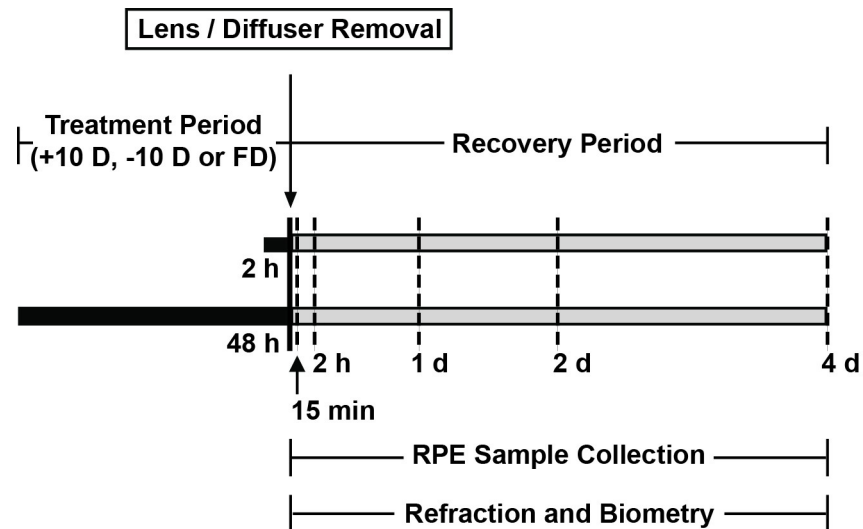 Lens / Diffuser Removal
Treatment Period
(+10 D, -10 D or FD)
Recovery Period
2 h
48 h
2 h
1 d
2 d
4 d
15 min
RPE Sample Collection
Refraction and Biometry